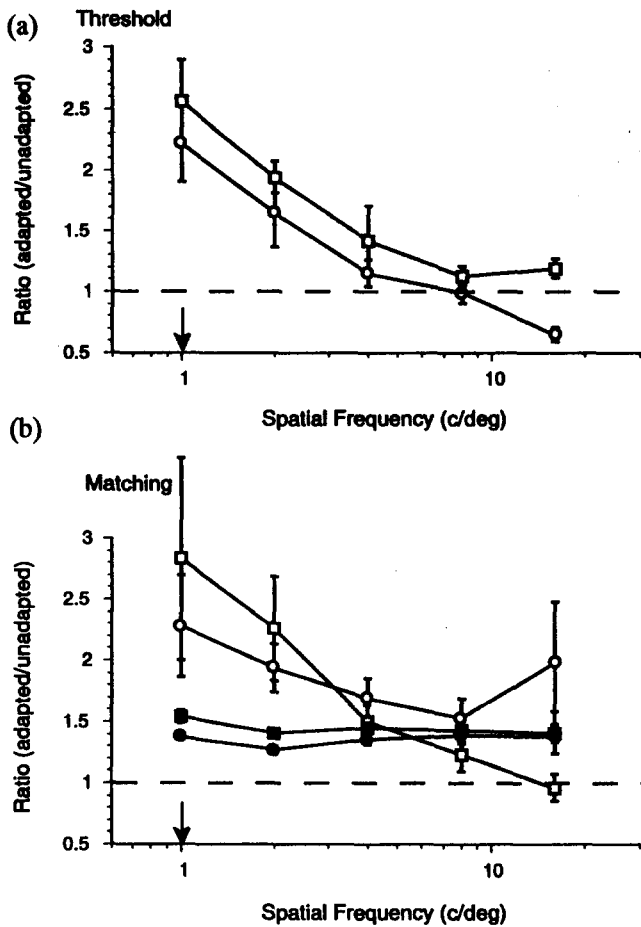 (a)
Threshold
3
2.5
2
1.5
1
0.5
Ratio (adapted/unadapted)
1
10
Spatial Frequency (c/deg)
(b)
Matching
3
2.5
2
1.5
1
0.5
Ratio (adapted/unadapted)
1
10
Spatial Frequency (c/deg)